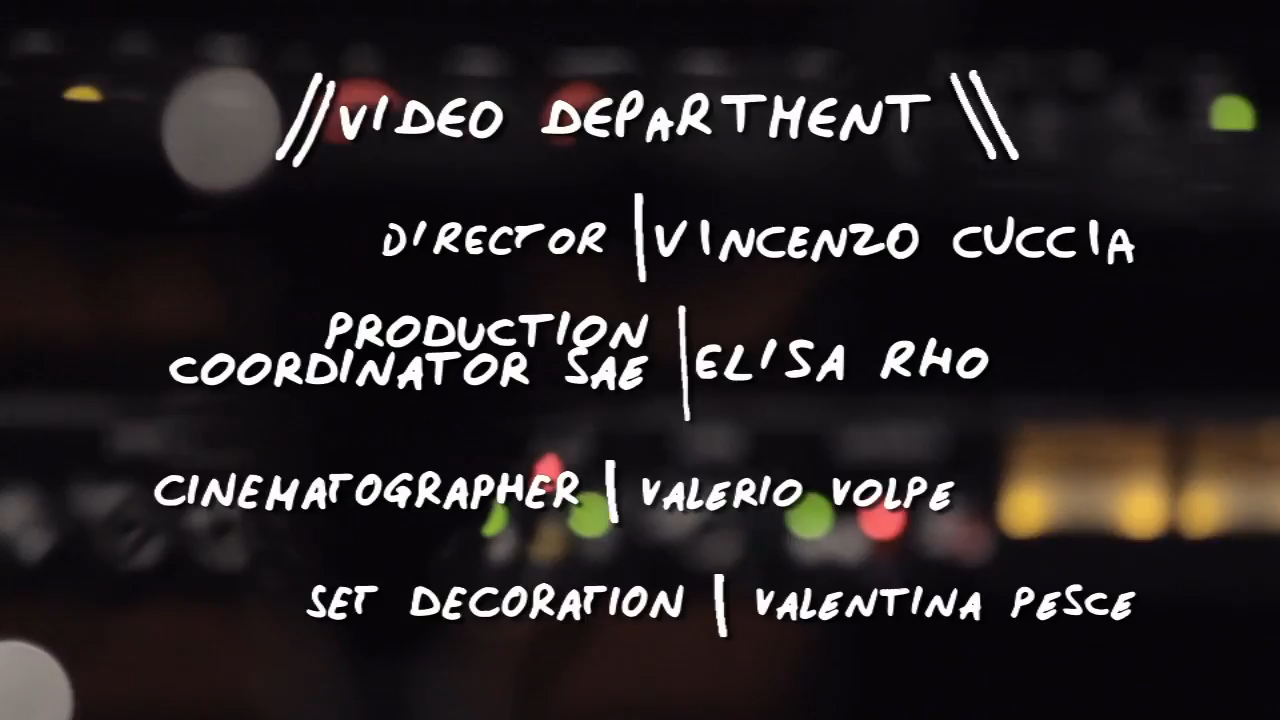 //VIDEO DEPARTMENT \\
DIRECTOR | VINCENZO CUCCIA
PRODUCTION
COORDINATOR SAE | ELISA RHO
CINEMATOGRAPHER | VALERIO VOLPE
SET DECORATION | VALENTINA PESCE